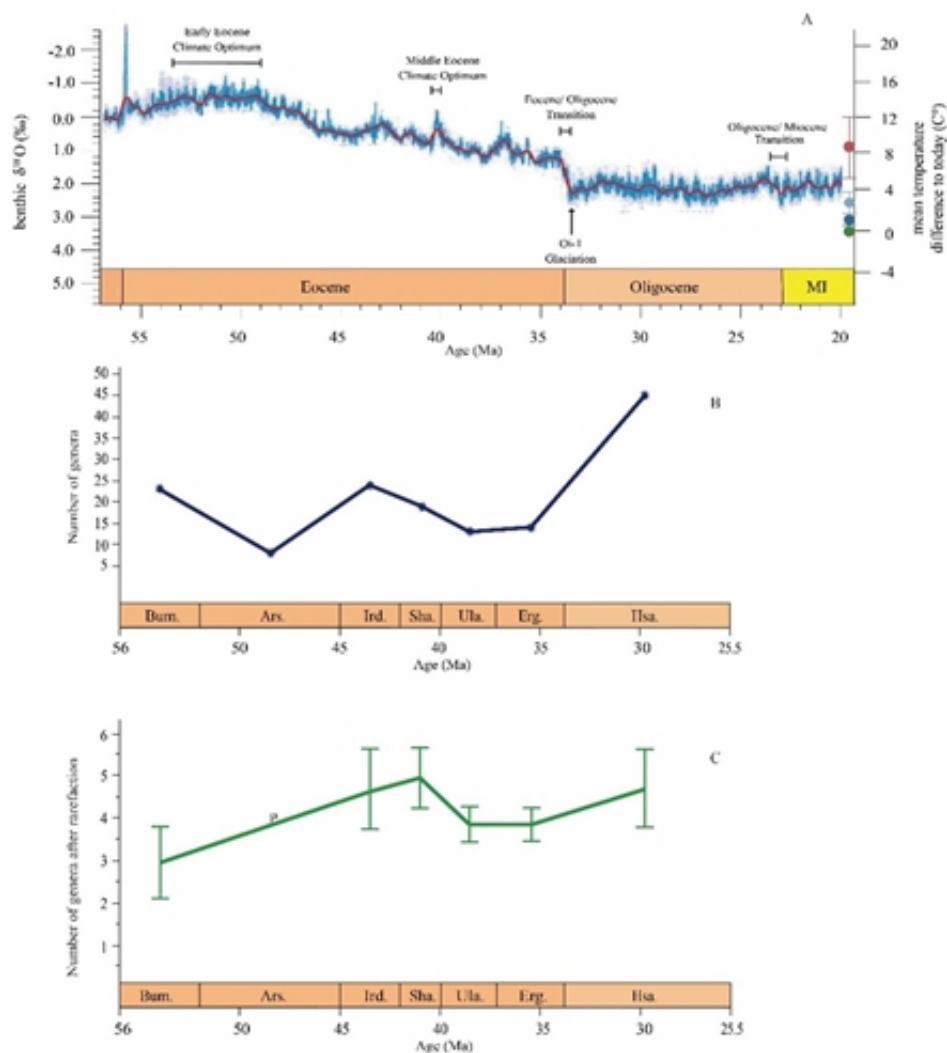 A
Early Eocene
Climate Optimum
Middle Eocene
Climate Optimum
Eocene/ Oligocene
Transition
Oligocene/ Miocene
Transition
Oi-1
Glaciation
benthic δ¹⁸O (‰)
-2.0
-1.0
0.0
1.0
2.0
3.0
4.0
5.0
mean temperature
difference to today (C°)
20
16
12
8
4
0
-4
Eocene Oligocene MI
55 50 45 40 35 30 25 20
Age (Ma)
B
Number of genera
50
45
40
35
30
25
20
15
10
5
Bum. Ars. Ird. Sha. Ula. Erg. Hsa.
56 50 45 40 35 30 25.5
Age (Ma)
C
Number of genera after rarefaction
6
5
4
3
2
1
Bum. Ars. Ird. Sha. Ula. Erg. Hsa.
56 50 45 40 35 30 25.5
Age (Ma)